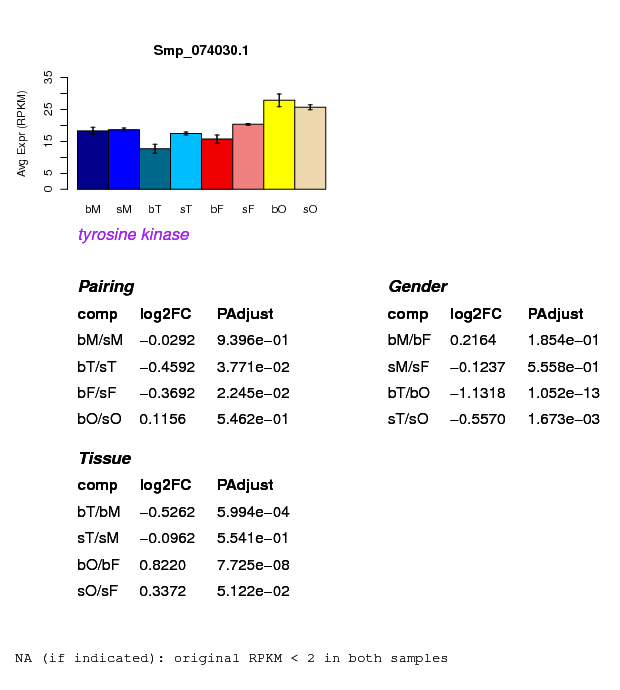 Smp_074030.1
Avg Expr (RPKM)
35
25
15
5
0
bM sM bT sT bF sF bO sO
tyrosine kinase
Pairing
comp log2FC PAdjust
bM/sM −0.0292 9.396e−01
bT/sT −0.4592 3.771e−02
bF/sF −0.3692 2.245e−02
bO/sO 0.1156 5.462e−01
Gender
comp log2FC PAdjust
bM/bF 0.2164 1.854e−01
sM/sF −0.1237 5.558e−01
bT/bO −1.1318 1.052e−13
sT/sO −0.5570 1.673e−03
Tissue
comp log2FC PAdjust
bT/bM −0.5262 5.994e−04
sT/sM −0.0962 5.541e−01
bO/bF 0.8220 7.725e−08
sO/sF 0.3372 5.122e−02
NA (if indicated): original RPKM < 2 in both samples